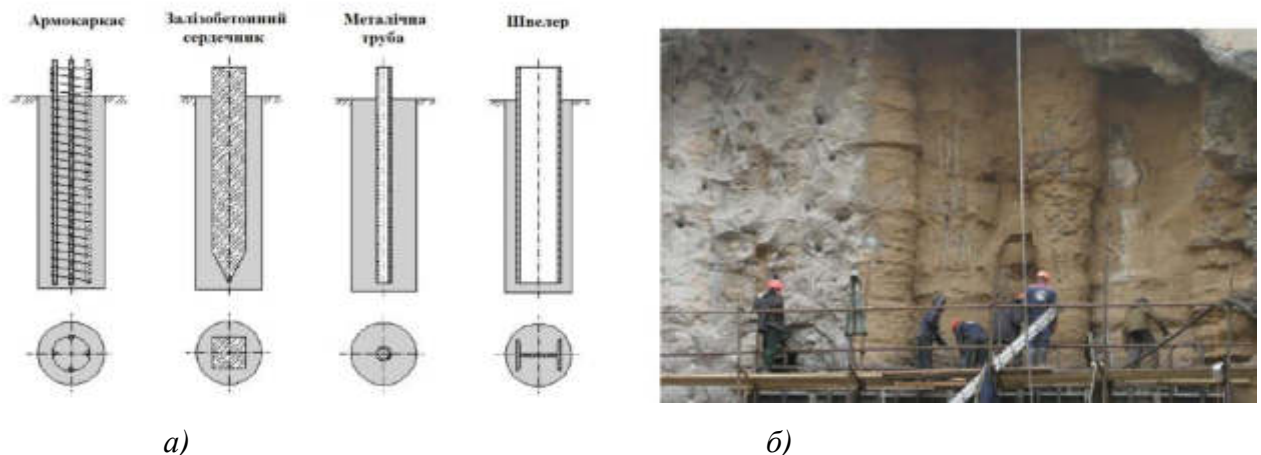 Армокаркас
Залізобетонний
сердечник
Металічна
труба
Швелер
а)
б)